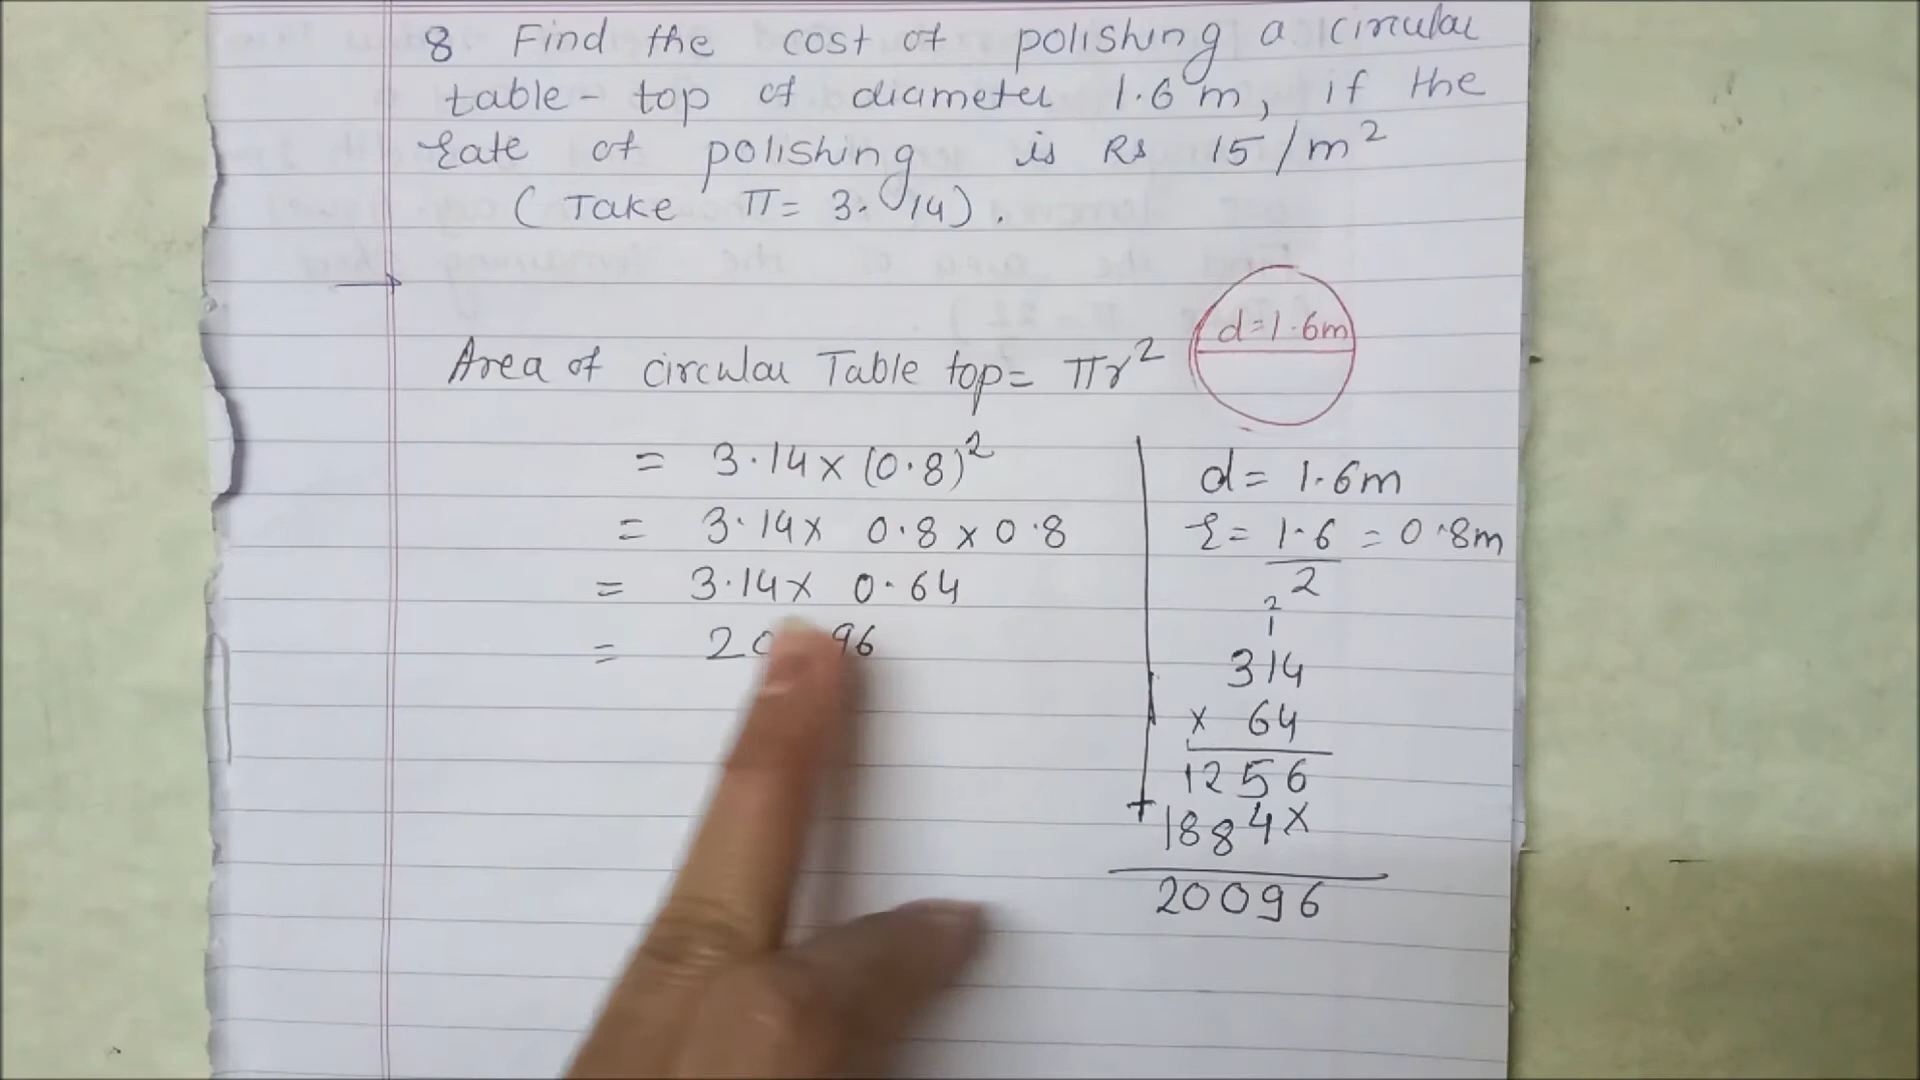 8 Find the cost of polishing a circular
table-top of diameter 1.6 m, if the
rate of polishing is Rs 15/m²
(Take π = 3.14).
d=1.6m
Area of circular Table top = πr²
= 3.14 x (0.8)²
= 3.14 x 0.8 x 0.8
= 3.14 x 0.64
= 20 96
d = 1.6m
r = 1.6/2 = 0.8m
2
1
314
x 64
1256
+ 1884x
20096